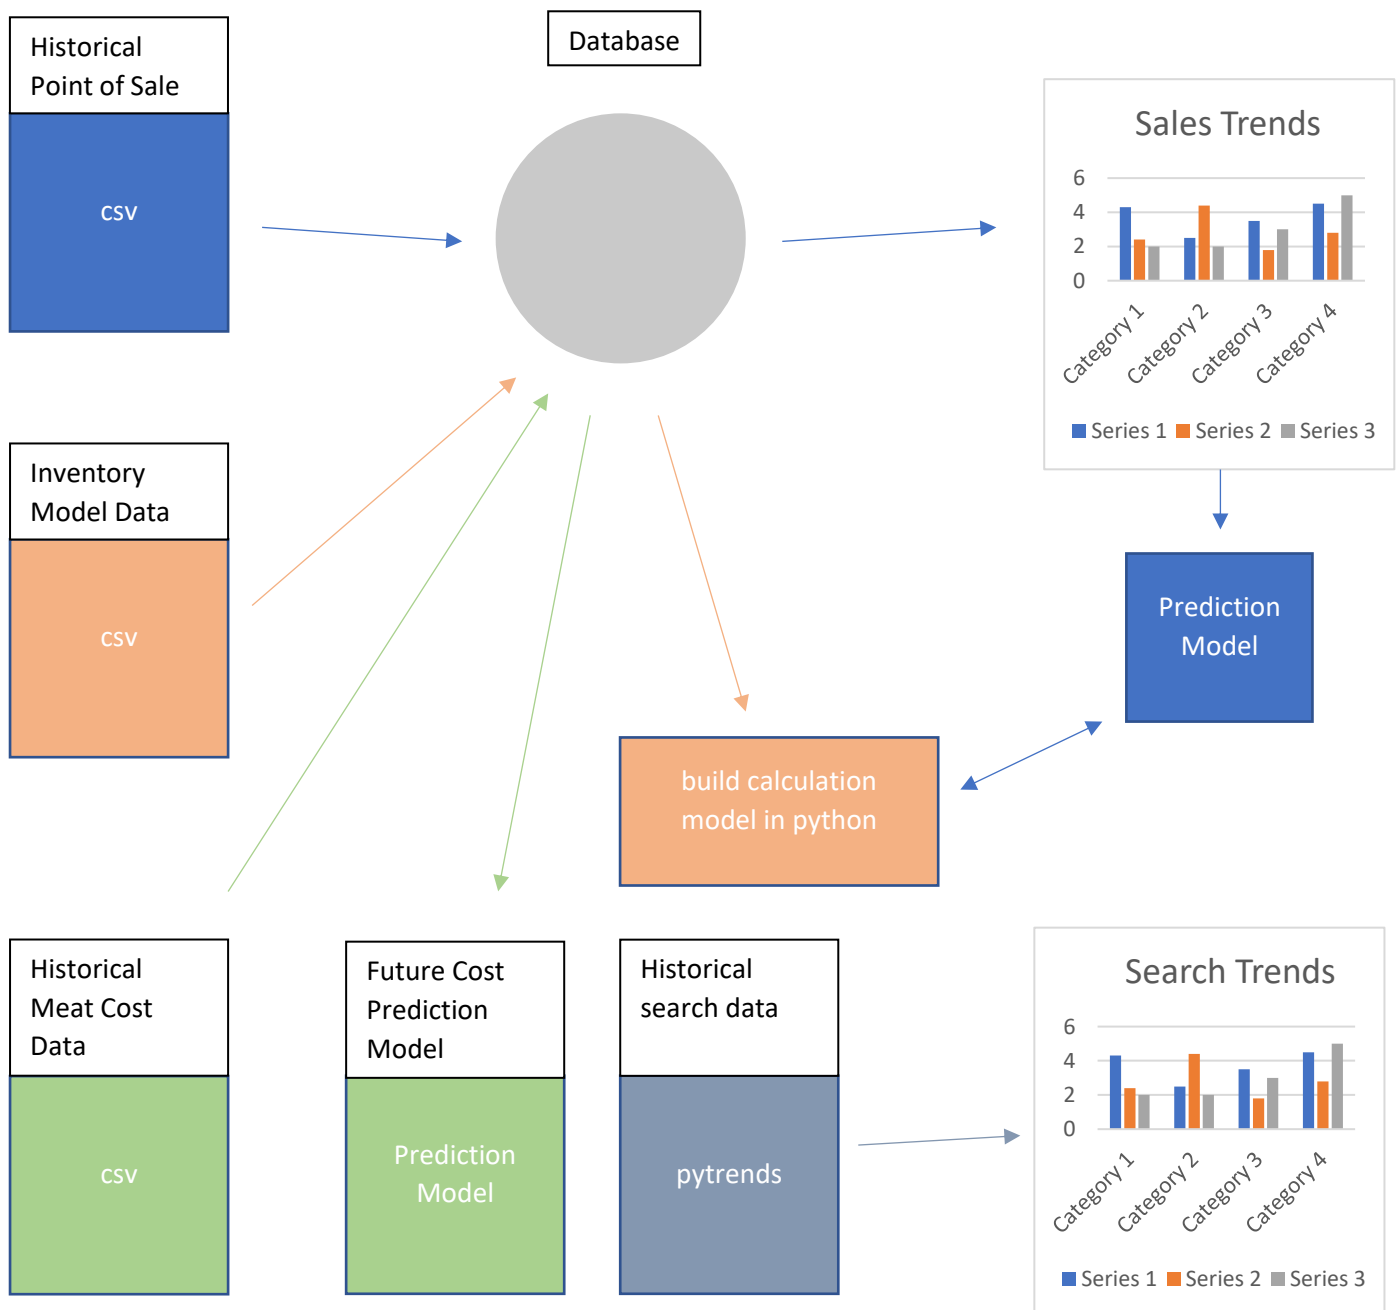 Historical
Point of Sale
csv
Database
Sales Trends
6
4
2
0
Category 1
Category 2
Category 3
Category 4
Series 1 Series 2 Series 3
Inventory
Model Data
csv
Prediction
Model
build calculation
model in python
Historical
Meat Cost
Data
csv
Future Cost
Prediction
Model
Prediction
Model
Historical
search data
pytrends
Search Trends
6
4
2
0
Category 1
Category 2
Category 3
Category 4
Series 1 Series 2 Series 3